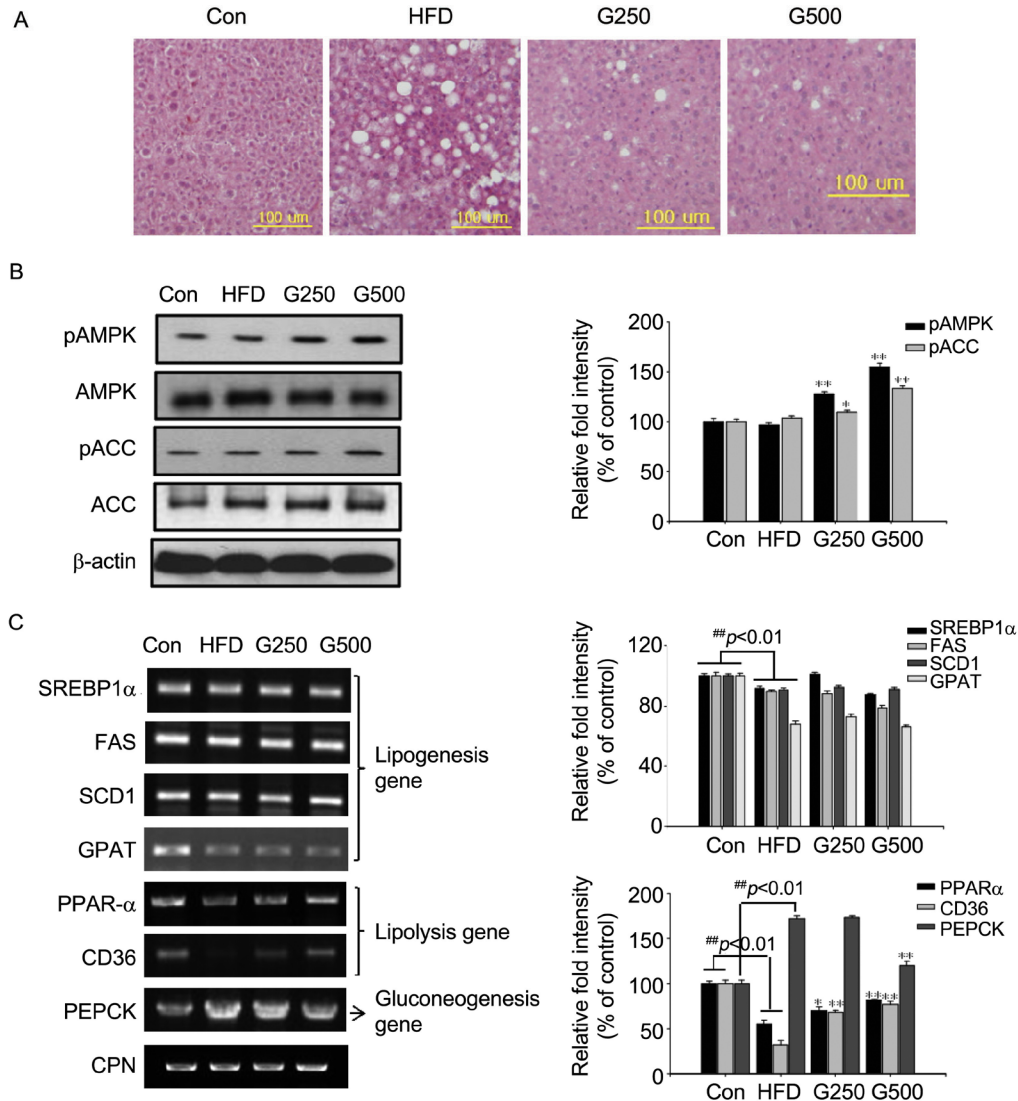 A
Con HFD G250 G500
100 um 100 um 100 um 100 um
B
Con HFD G250 G500
pAMPK
AMPK
pACC
ACC
β-actin
Relative fold intensity
(% of control)
200
150
100
50
0
pAMPK
pACC
** * ** **
Con HFD G250 G500
C
Con HFD G250 G500
SREBP1α
FAS
SCD1
GPAT
Lipogenesis
gene
PPAR-α
CD36
Lipolysis gene
PEPCK
Gluconeogenesis
gene
CPN
Relative fold intensity
(% of control)
120
80
40
0
##p<0.01
SREBP1α
FAS
SCD1
GPAT
Con HFD G250 G500
Relative fold intensity
(% of control)
200
150
100
50
0
##p<0.01
##p<0.01
PPARα
CD36
PEPCK
* ** **** **
Con HFD G250 G500